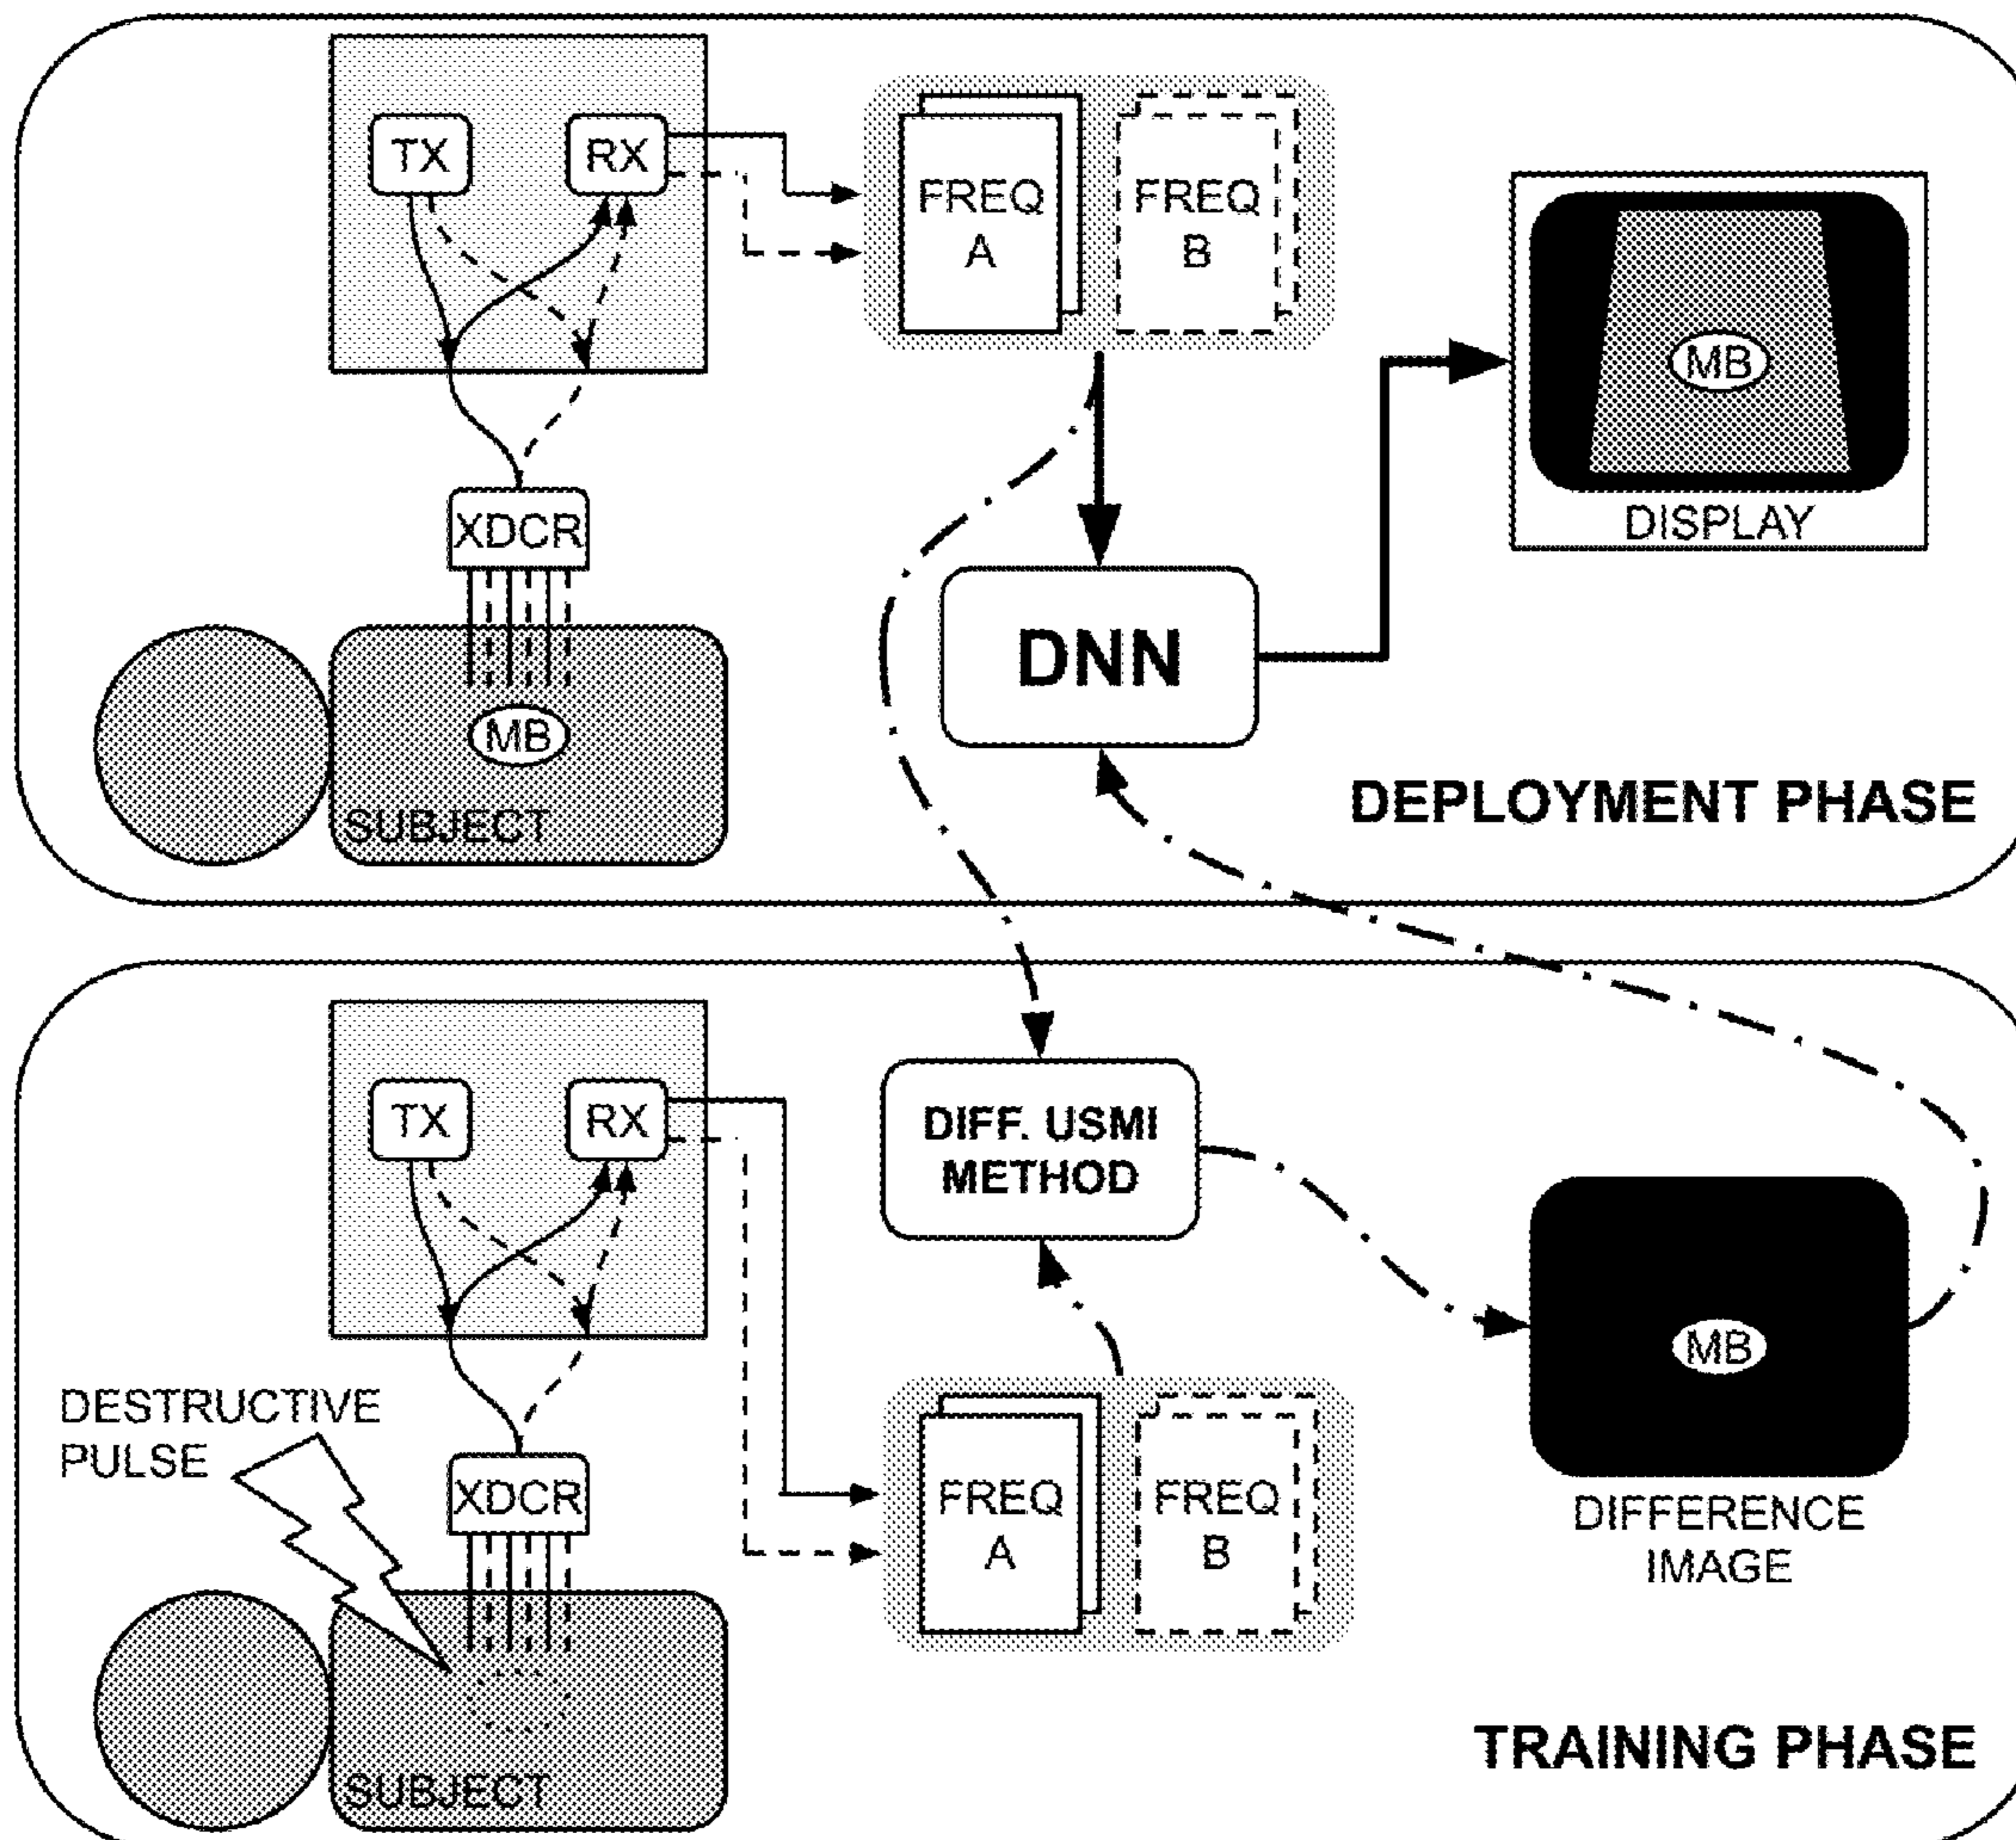 TX
RX
FREQ
A
FREQ
B
MB
DISPLAY
XDCR
DNN
MB
SUBJECT
DEPLOYMENT PHASE
TX
RX
DIFF. USMI
METHOD
MB
DIFFERENCE
IMAGE
DESTRUCTIVE
PULSE
XDCR
FREQ
A
FREQ
B
SUBJECT
TRAINING PHASE